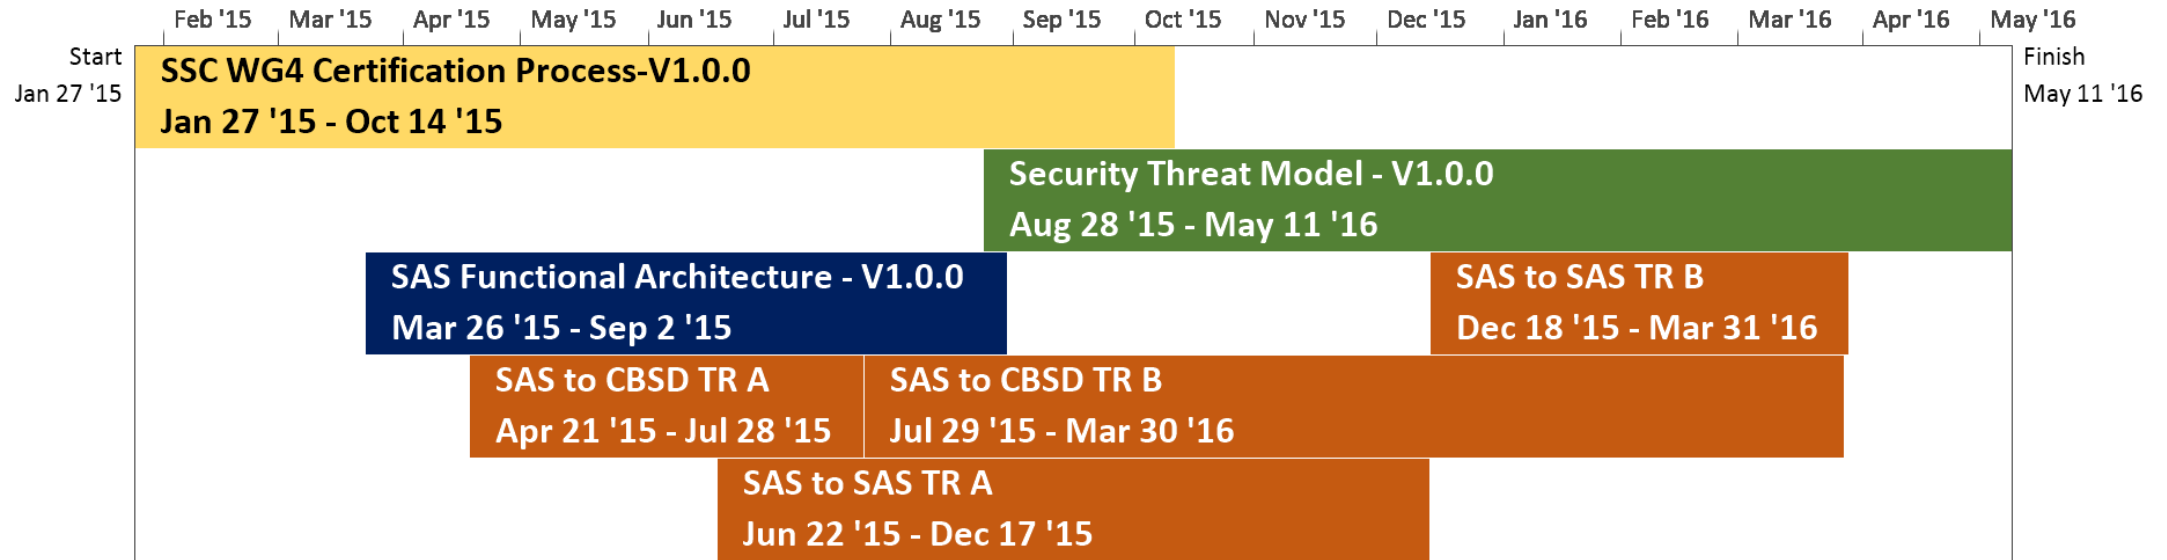 Feb '15 Mar '15 Apr '15 May '15 Jun '15 Jul '15 Aug '15 Sep '15 Oct '15 Nov '15 Dec '15 Jan '16 Feb '16 Mar '16 Apr '16 May '16
Start
Jan 27 '15
SSC WG4 Certification Process-V1.0.0
Jan 27 '15 - Oct 14 '15
Finish
May 11 '16
Security Threat Model - V1.0.0
Aug 28 '15 - May 11 '16
SAS Functional Architecture - V1.0.0
Mar 26 '15 - Sep 2 '15
SAS to SAS TR B
Dec 18 '15 - Mar 31 '16
SAS to CBSD TR A
Apr 21 '15 - Jul 28 '15
SAS to CBSD TR B
Jul 29 '15 - Mar 30 '16
SAS to SAS TR A
Jun 22 '15 - Dec 17 '15